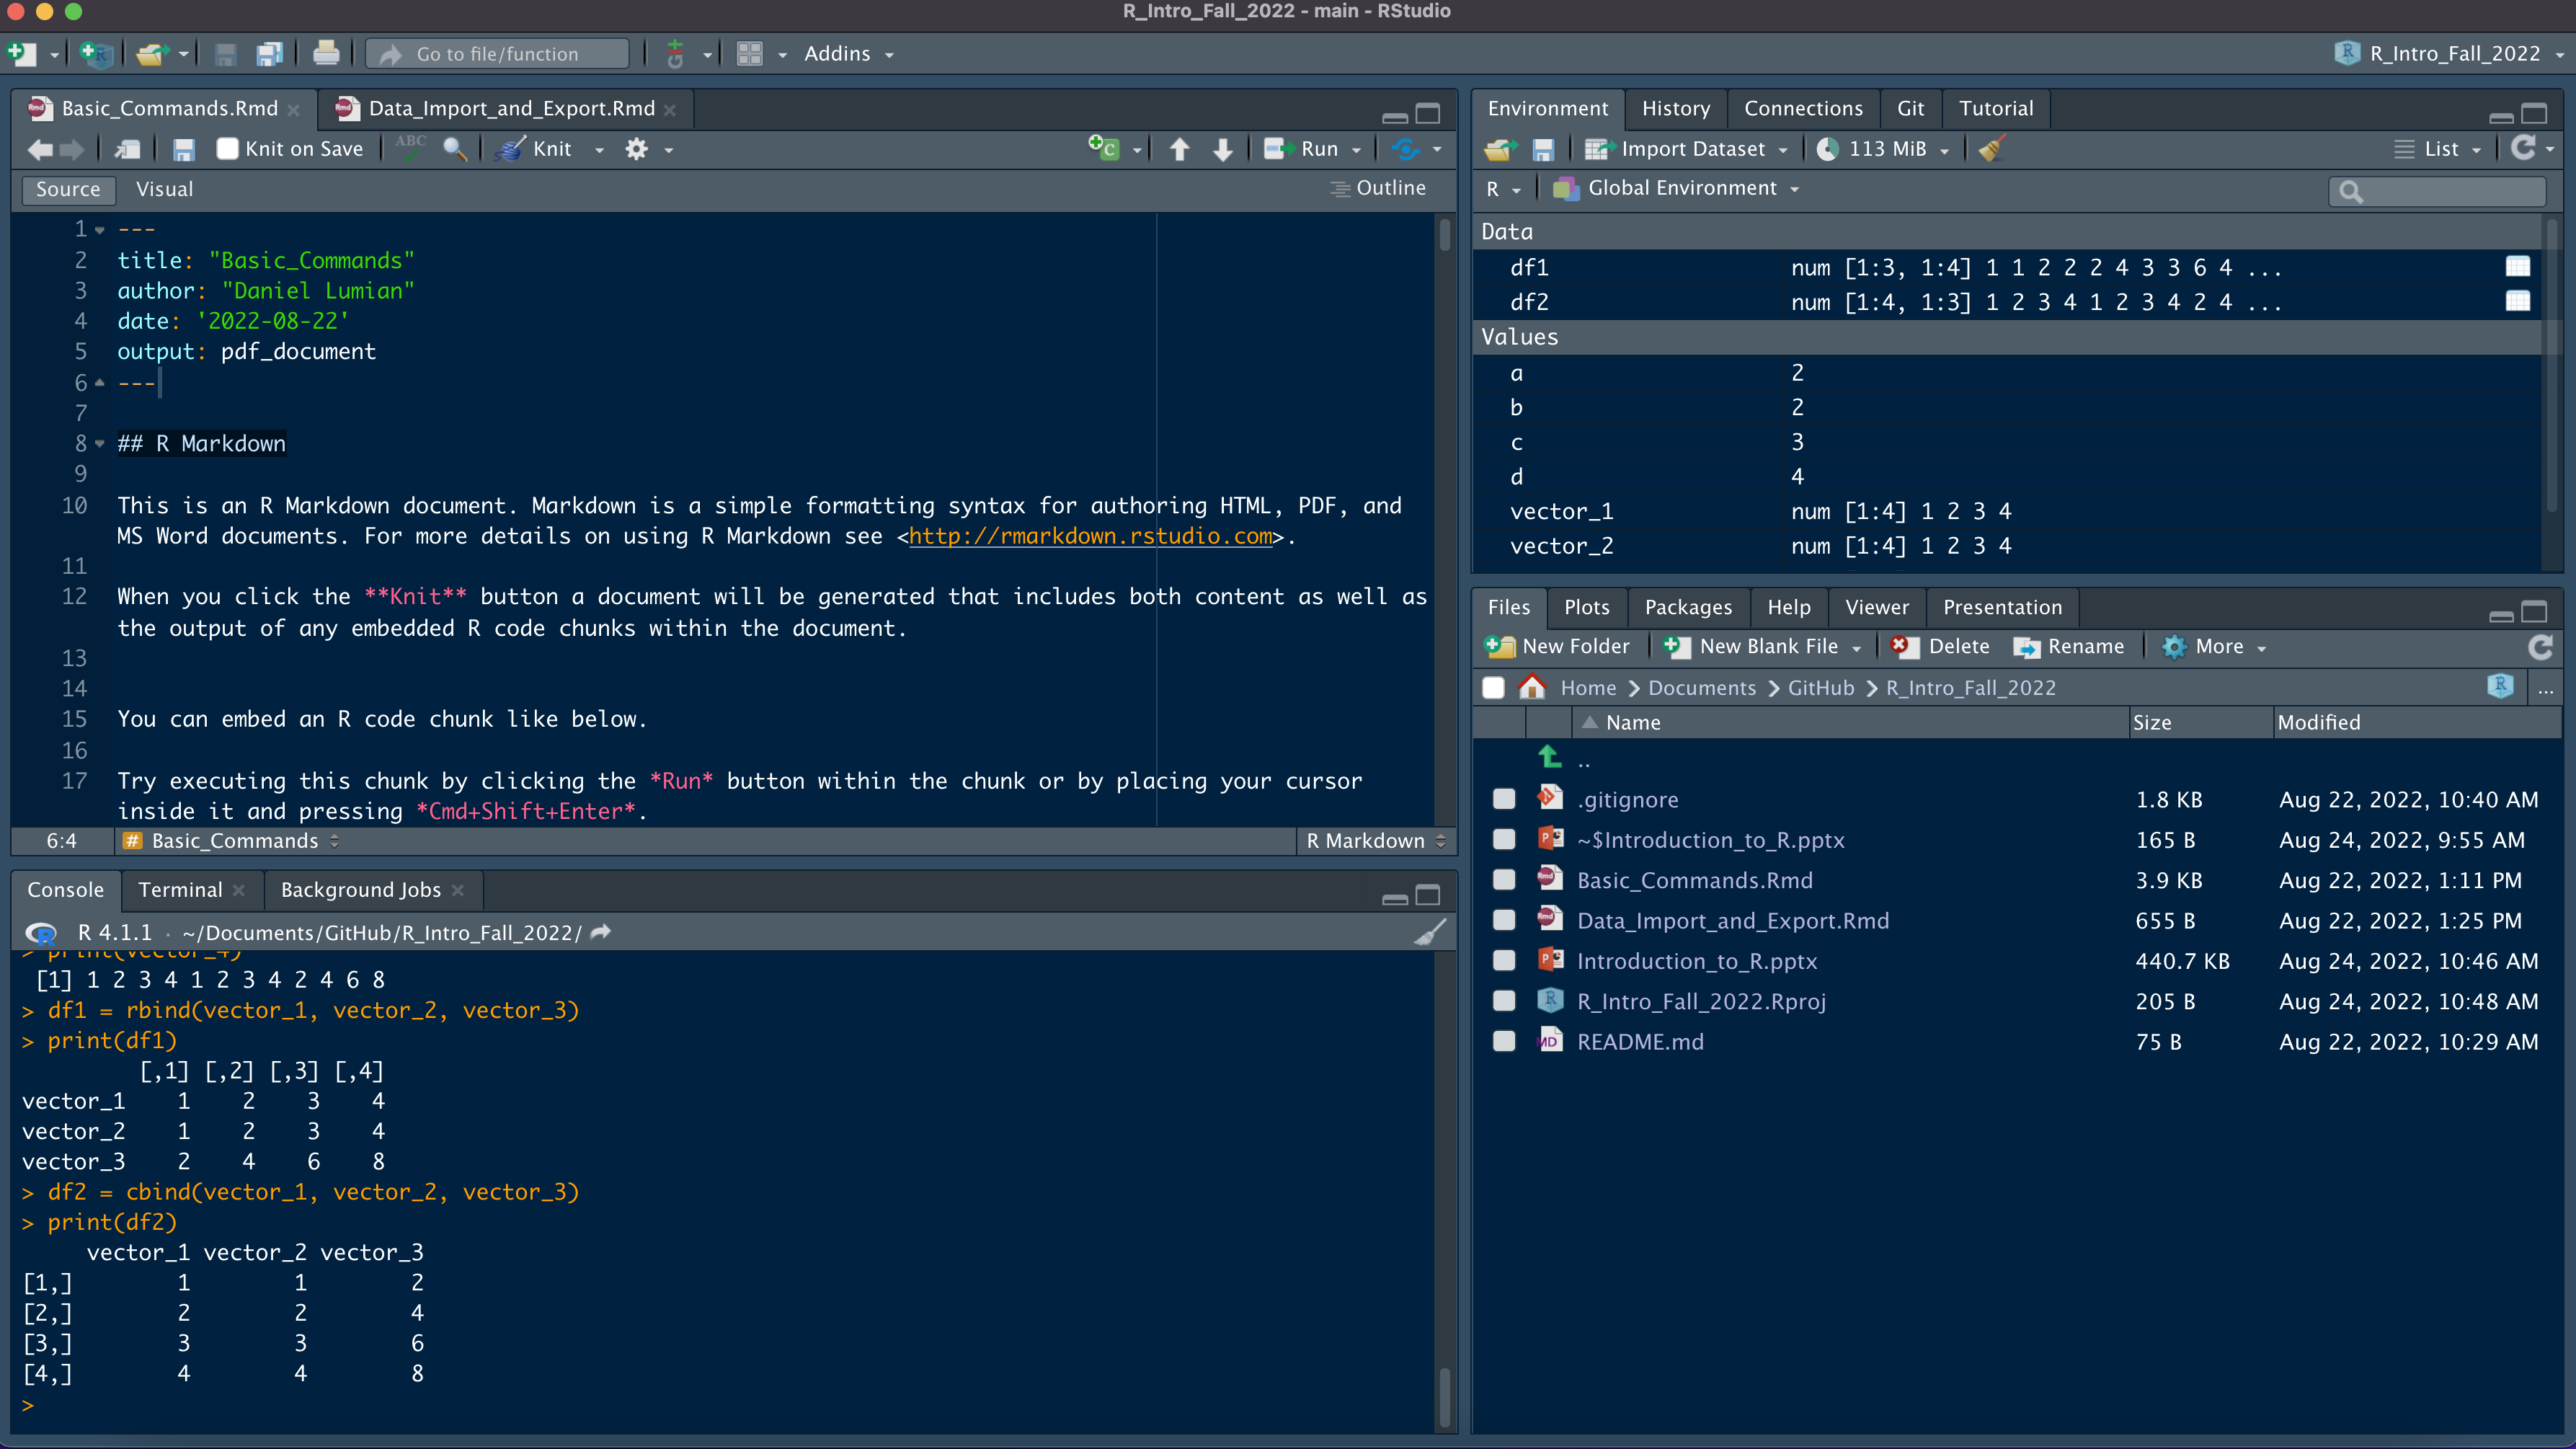 R_Intro_Fall_2022 - main - RStudio
Go to file/function
Addins
R_Intro_Fall_2022
Basic_Commands.Rmd
Data_Import_and_Export.Rmd
Knit on Save
ABC
Knit
Run
Source
Visual
Outline
1 ---
2 title: "Basic_Commands"
3 author: "Daniel Lumian"
4 date: '2022-08-22'
5 output: pdf_document
6 ---
7
8 ## R Markdown
9
10 This is an R Markdown document. Markdown is a simple formatting syntax for authoring HTML, PDF, and
MS Word documents. For more details on using R Markdown see <http://rmarkdown.rstudio.com>.
11
12 When you click the **Knit** button a document will be generated that includes both content as well as
the output of any embedded R code chunks within the document.
13
14
15 You can embed an R code chunk like below.
16
17 Try executing this chunk by clicking the *Run* button within the chunk or by placing your cursor
inside it and pressing *Cmd+Shift+Enter*.
6:4 # Basic_Commands R Markdown
Console Terminal Background Jobs
R 4.1.1 · ~/Documents/GitHub/R_Intro_Fall_2022/
> print(vector_4)
[1] 1 2 3 4 1 2 3 4 2 4 6 8
> df1 = rbind(vector_1, vector_2, vector_3)
> print(df1)
[,1] [,2] [,3] [,4]
vector_1 1 2 3 4
vector_2 1 2 3 4
vector_3 2 4 6 8
> df2 = cbind(vector_1, vector_2, vector_3)
> print(df2)
vector_1 vector_2 vector_3
[1,] 1 1 2
[2,] 2 2 4
[3,] 3 3 6
[4,] 4 4 8
>
Environment History Connections Git Tutorial
Import Dataset 113 MiB List
R Global Environment
Data
df1 num [1:3, 1:4] 1 1 2 2 2 4 3 3 6 4 ...
df2 num [1:4, 1:3] 1 2 3 4 1 2 3 4 2 4 ...
Values
a 2
b 2
c 3
d 4
vector_1 num [1:4] 1 2 3 4
vector_2 num [1:4] 1 2 3 4
Files Plots Packages Help Viewer Presentation
New Folder New Blank File Delete Rename More
Home Documents GitHub R_Intro_Fall_2022 ...
Name Size Modified
..
.gitignore 1.8 KB Aug 22, 2022, 10:40 AM
~$Introduction_to_R.pptx 165 B Aug 24, 2022, 9:55 AM
Basic_Commands.Rmd 3.9 KB Aug 22, 2022, 1:11 PM
Data_Import_and_Export.Rmd 655 B Aug 22, 2022, 1:25 PM
Introduction_to_R.pptx 440.7 KB Aug 24, 2022, 10:46 AM
R_Intro_Fall_2022.Rproj 205 B Aug 24, 2022, 10:48 AM
README.md 75 B Aug 22, 2022, 10:29 AM